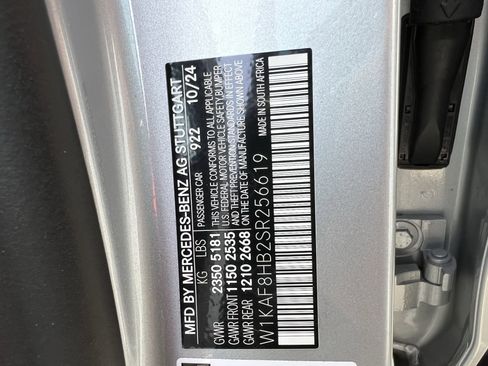 MFD BY MERCEDES-BENZ AG STUTTGART
922 10/24
PASSENGER CAR
KG LBS
GVWR 2350 5181
GAWR FRONT 1150 2535
GAWR REAR 1210 2668
THIS VEHICLE CONFORMS TO ALL APPLICABLE
U.S. FEDERAL MOTOR VEHICLE SAFETY, BUMPER
AND THEFT PREVENTION STANDARDS IN EFFECT
ON THE DATE OF MANUFACTURE SHOWN ABOVE
MADE IN SOUTH AFRICA
W1KAF8HB2SR256619